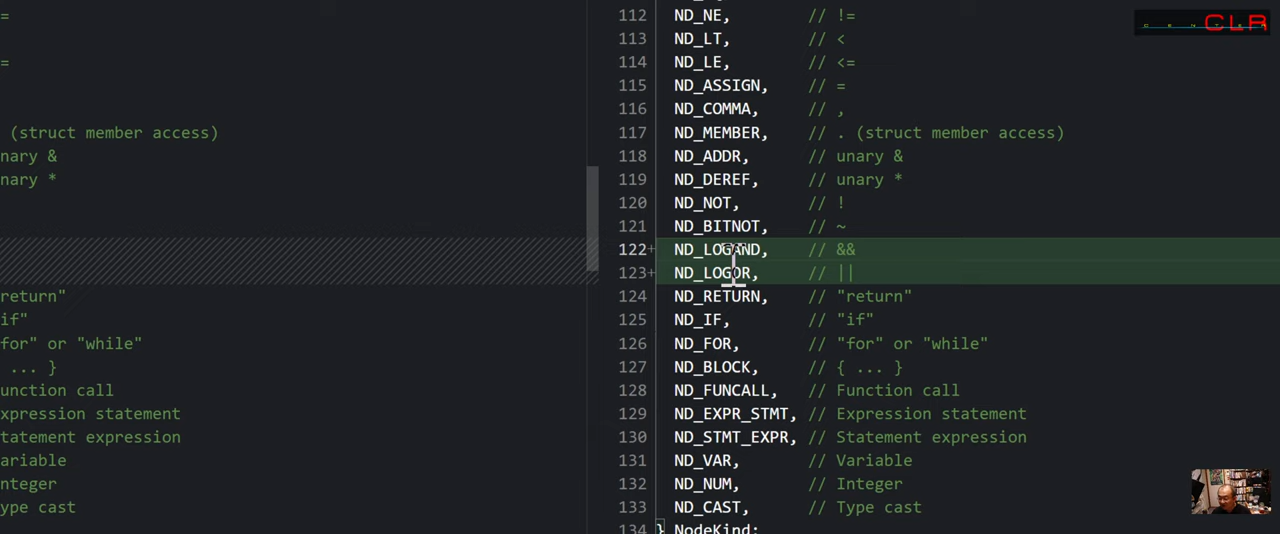 =
=
(struct member access)
nary &
nary *
return"
if"
for" or "while"
... }
unction call
xpression statement
tatement expression
ariable
nteger
ype cast
112 ND_NE, // !=
113 ND_LT, // <
114 ND_LE, // <=
115 ND_ASSIGN, // =
116 ND_COMMA, // ,
117 ND_MEMBER, // . (struct member access)
118 ND_ADDR, // unary &
119 ND_DEREF, // unary *
120 ND_NOT, // !
121 ND_BITNOT, // ~
122+ ND_LOGAND, // &&
123+ ND_LOGOR, // ||
124 ND_RETURN, // "return"
125 ND_IF, // "if"
126 ND_FOR, // "for" or "while"
127 ND_BLOCK, // { ... }
128 ND_FUNCALL, // Function call
129 ND_EXPR_STMT, // Expression statement
130 ND_STMT_EXPR, // Statement expression
131 ND_VAR, // Variable
132 ND_NUM, // Integer
133 ND_CAST, // Type cast
134 } NodeKind;
CENTER CLR